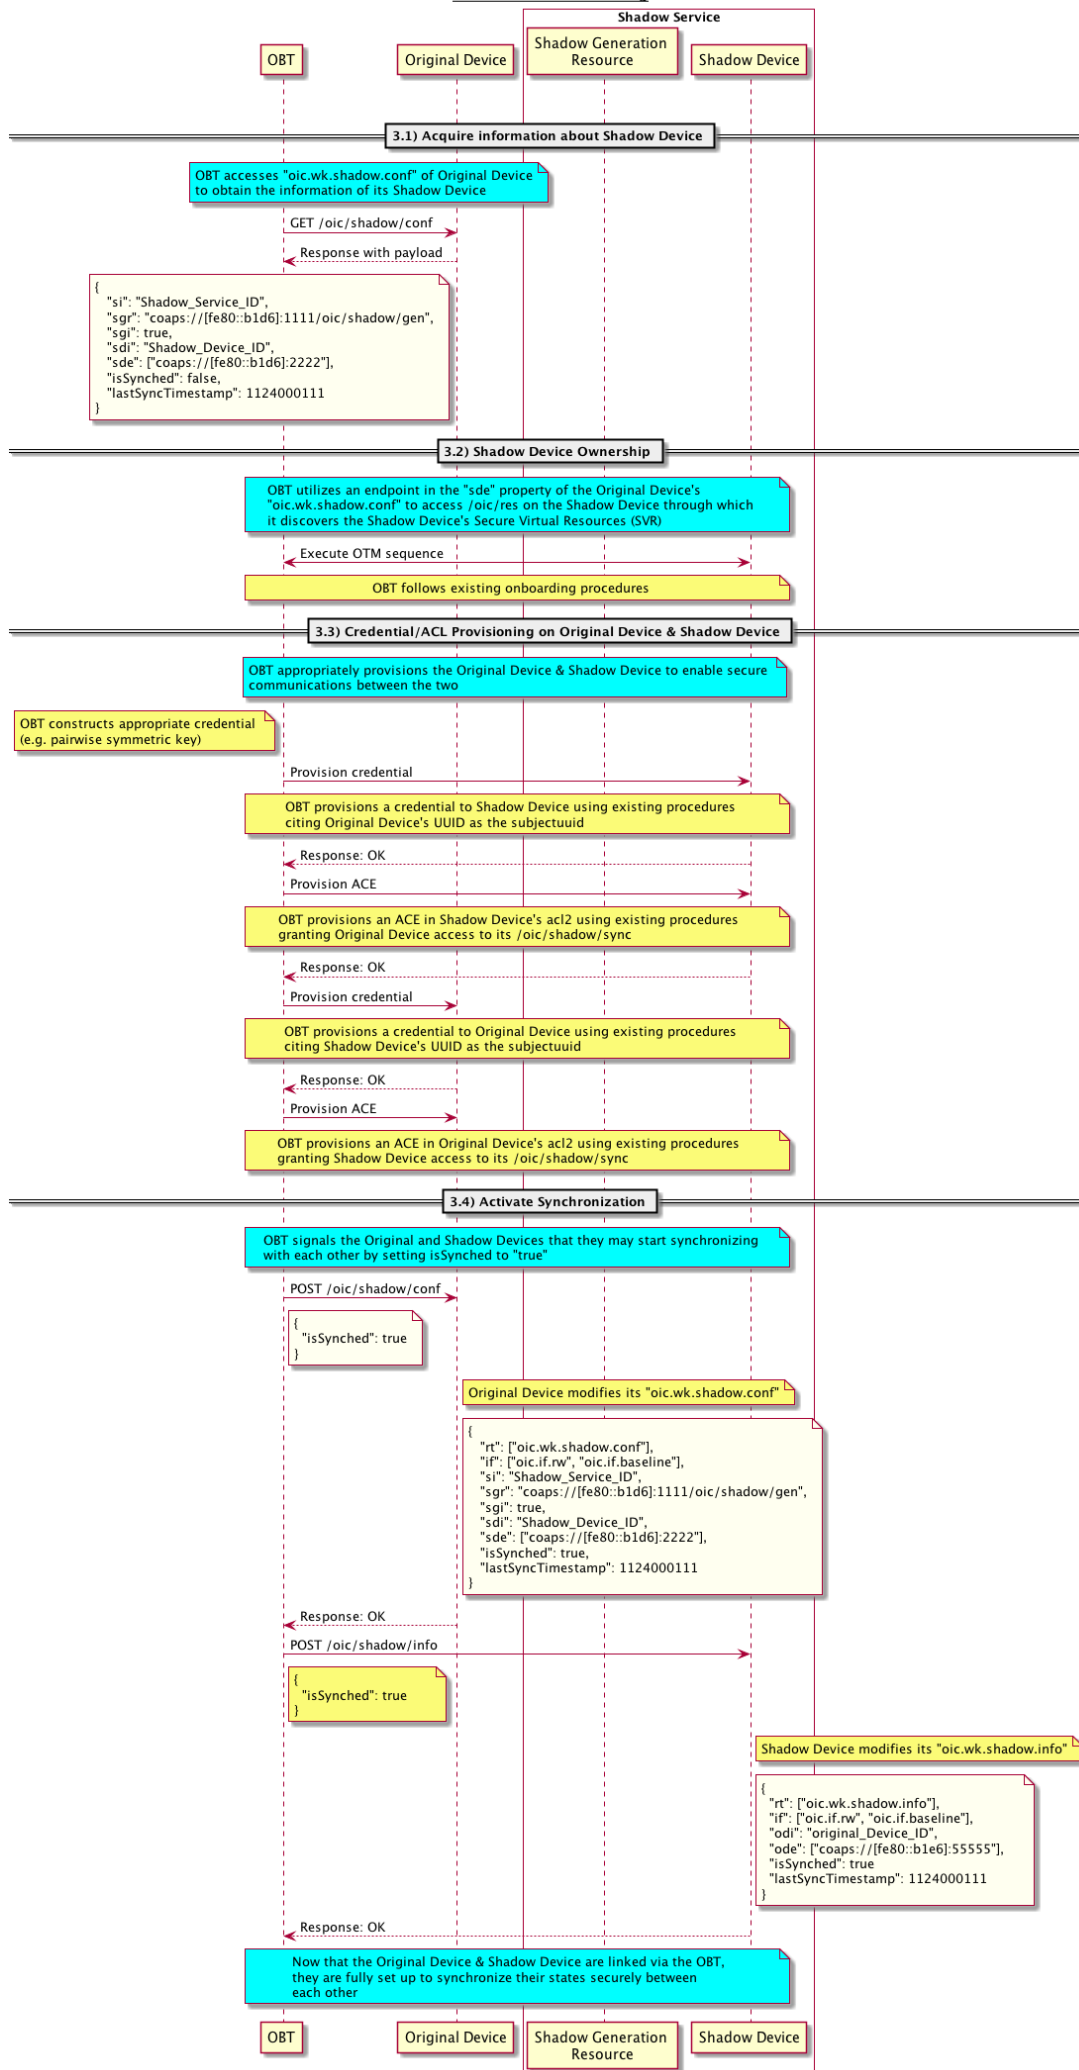 Shadow Service
OBT
Original Device
Shadow Generation
Resource
Shadow Device
3.1) Acquire information about Shadow Device
OBT accesses "oic.wk.shadow.conf" of Original Device
to obtain the information of its Shadow Device
GET /oic/shadow/conf
Response with payload
{
"si": "Shadow_Service_ID",
"sgr": "coaps://[fe80::b1d6]:1111/oic/shadow/gen",
"sgi": true,
"sdi": "Shadow_Device_ID",
"sde": ["coaps://[fe80::b1d6]:2222"],
"isSynched": false,
"lastSyncTimestamp": 1124000111
}
3.2) Shadow Device Ownership
OBT utilizes an endpoint in the "sde" property of the Original Device's
"oic.wk.shadow.conf" to access /oic/res on the Shadow Device through which
it discovers the Shadow Device's Secure Virtual Resources (SVR)
Execute OTM sequence
OBT follows existing onboarding procedures
3.3) Credential/ACL Provisioning on Original Device & Shadow Device
OBT appropriately provisions the Original Device & Shadow Device to enable secure
communications between the two
OBT constructs appropriate credential
(e.g. pairwise symmetric key)
Provision credential
OBT provisions a credential to Shadow Device using existing procedures
citing Original Device's UUID as the subjectuuid
Response: OK
Provision ACE
OBT provisions an ACE in Shadow Device's acl2 using existing procedures
granting Original Device access to its /oic/shadow/sync
Response: OK
Provision credential
OBT provisions a credential to Original Device using existing procedures
citing Shadow Device's UUID as the subjectuuid
Response: OK
Provision ACE
OBT provisions an ACE in Original Device's acl2 using existing procedures
granting Shadow Device access to its /oic/shadow/sync
3.4) Activate Synchronization
OBT signals the Original and Shadow Devices that they may start synchronizing
with each other by setting isSynched to "true"
POST /oic/shadow/conf
{
"isSynched": true
}
Original Device modifies its "oic.wk.shadow.conf"
{
"rt": ["oic.wk.shadow.conf"],
"if": ["oic.if.rw", "oic.if.baseline"],
"si": "Shadow_Service_ID",
"sgr": "coaps://[fe80::b1d6]:1111/oic/shadow/gen",
"sgi": true,
"sdi": "Shadow_Device_ID",
"sde": ["coaps://[fe80::b1d6]:2222"],
"isSynched": true,
"lastSyncTimestamp": 1124000111
}
Response: OK
POST /oic/shadow/info
{
"isSynched": true
}
Shadow Device modifies its "oic.wk.shadow.info"
{
"rt": ["oic.wk.shadow.info"],
"if": ["oic.if.rw", "oic.if.baseline"],
"odi": "original_Device_ID",
"ode": ["coaps://[fe80::b1e6]:55555"],
"isSynched": true
"lastSyncTimestamp": 1124000111
}
Response: OK
Now that the Original Device & Shadow Device are linked via the OBT,
they are fully set up to synchronize their states securely between
each other
OBT
Original Device
Shadow Generation
Resource
Shadow Device